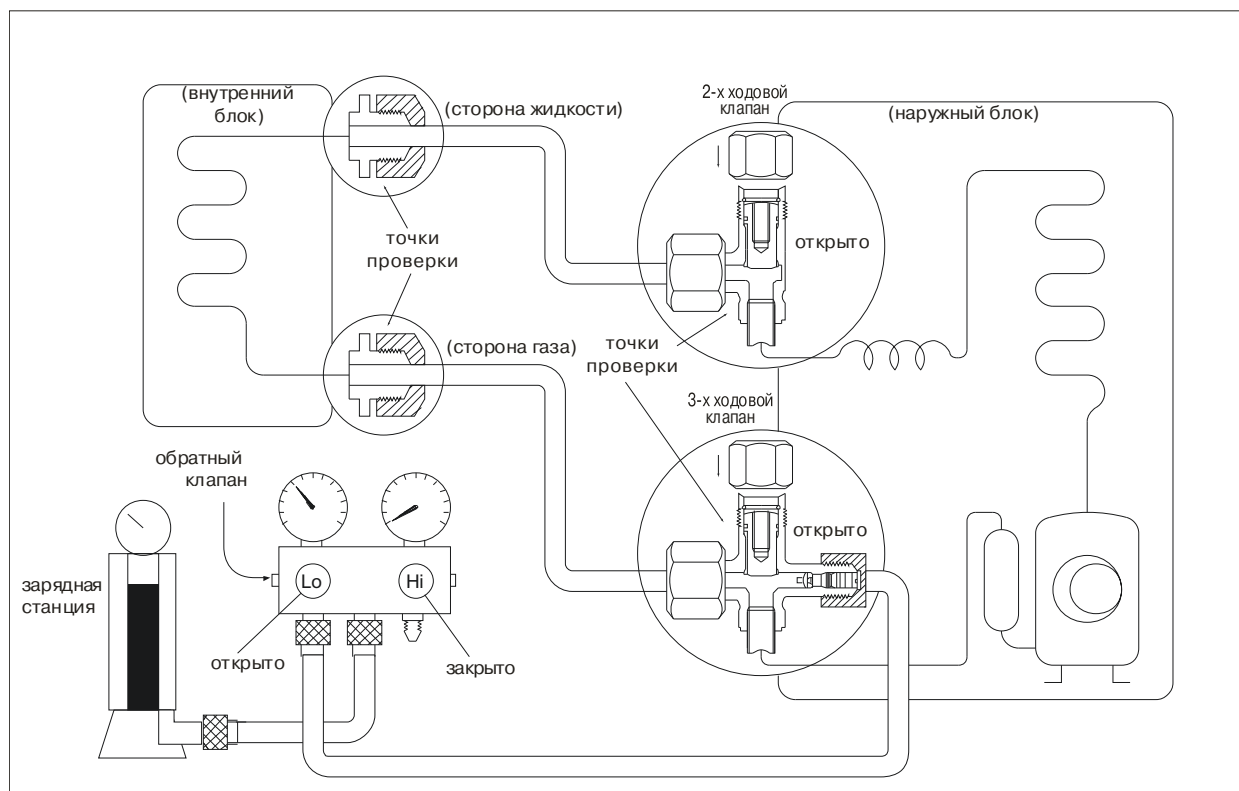 (внутренний
блок)
(сторона жидкости)
2-х ходовой
клапан
(наружный блок)
открыто
точки
проверки
(сторона газа)
точки
проверки
3-х ходовой
клапан
открыто
обратный
клапан
зарядная
станция
Lo
Hi
открыто
закрыто